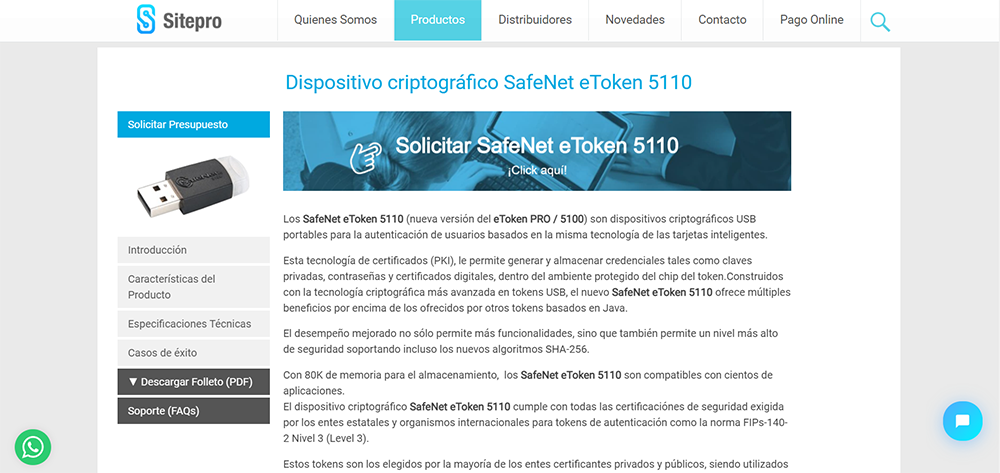 Sitepro
Quienes Somos
Productos
Distribuidores
Novedades
Contacto
Pago Online
Dispositivo criptográfico SafeNet eToken 5110
Solicitar Presupuesto
Introducción
Características del
Producto
Especificaciones Técnicas
Casos de éxito
▼ Descargar Folleto (PDF)
Soporte (FAQs)
Solicitar SafeNet eToken 5110
¡Click aquí!
Los SafeNet eToken 5110 (nueva versión del eToken PRO / 5100) son dispositivos criptográficos USB
portables para la autenticación de usuarios basados en la misma tecnología de las tarjetas inteligentes.
Esta tecnología de certificados (PKI), le permite generar y almacenar credenciales tales como claves
privadas, contraseñas y certificados digitales, dentro del ambiente protegido del chip del token.Construidos
con la tecnología criptográfica más avanzada en tokens USB, el nuevo SafeNet eToken 5110 ofrece múltiples
beneficios por encima de los ofrecidos por otros tokens basados en Java.
El desempeño mejorado no sólo permite más funcionalidades, sino que también permite un nivel más alto
de seguridad soportando incluso los nuevos algoritmos SHA-256.
Con 80K de memoria para el almacenamiento, los SafeNet eToken 5110 son compatibles con cientos de
aplicaciones.
El dispositivo criptográfico SafeNet eToken 5110 cumple con todas las certificaciónes de seguridad exigida
por los entes estatales y organismos internacionales para tokens de autenticación como la norma FIPs-140-
2 Nivel 3 (Level 3).
Estos tokens son los elegidos por la mayoría de los entes certificantes privados y públicos, siendo utilizados